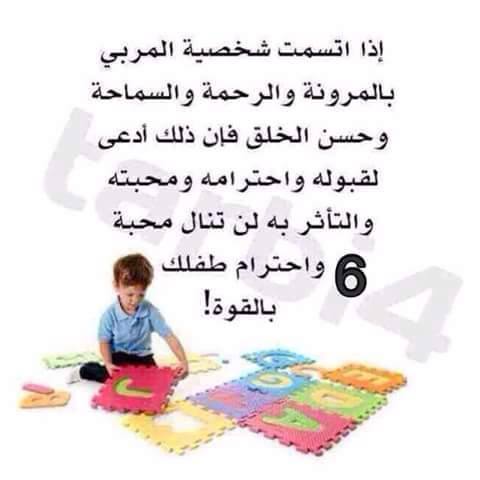 إذا اتسمت شخصية المربي
بالمرونة والرحمة والسماحة
وحسن الخلق فإن ذلك أدعى
لقبوله واحترامه ومحبته
والتأثر به لن تنال محبة
واحترام طفلك 6
بالقوة!
tarbi4
J